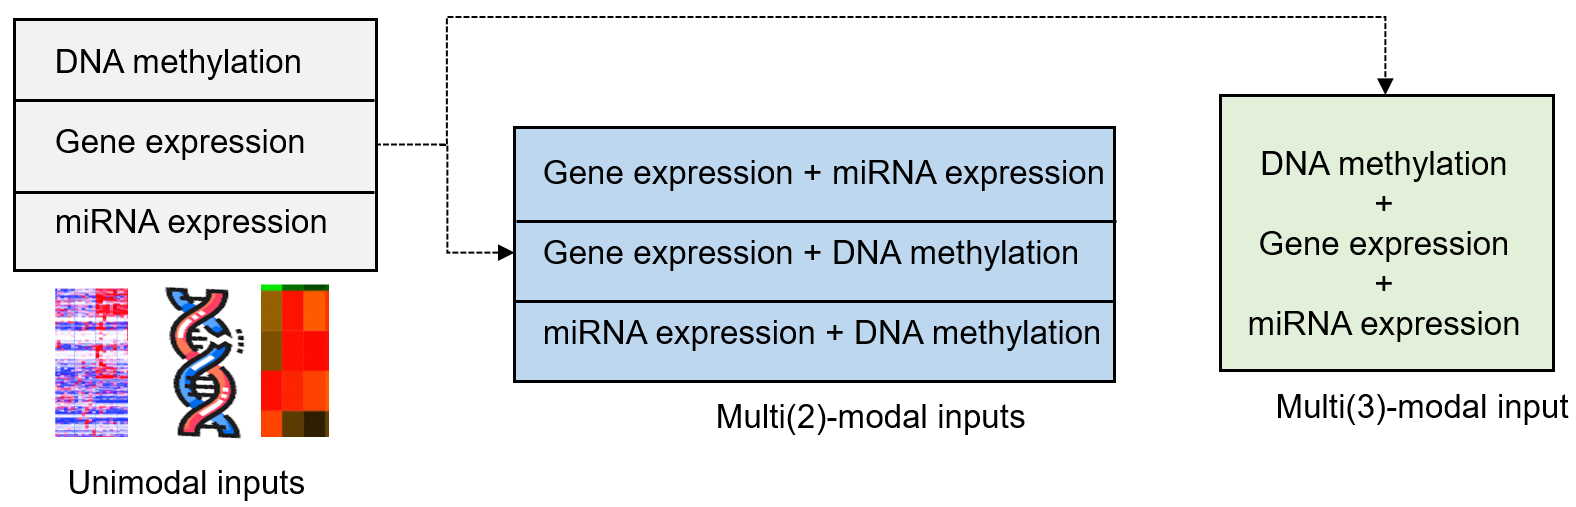 DNA methylation
Gene expression
miRNA expression
Unimodal inputs
Gene expression + miRNA expression
Gene expression + DNA methylation
miRNA expression + DNA methylation
Multi(2)-modal inputs
DNA methylation
+
Gene expression
+
miRNA expression
Multi(3)-modal input